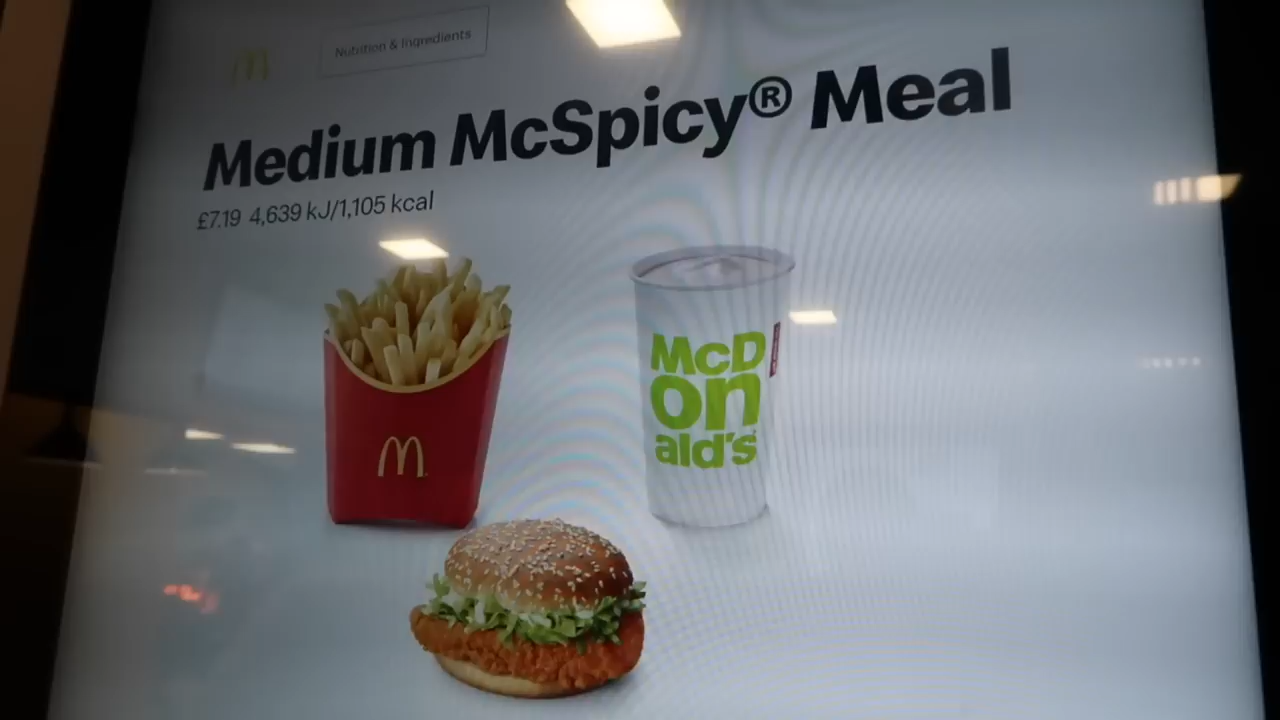 Nutrition & Ingredients
Medium McSpicy® Meal
£7.19 4,639 kJ/1,105 kcal
McD
on
ald's